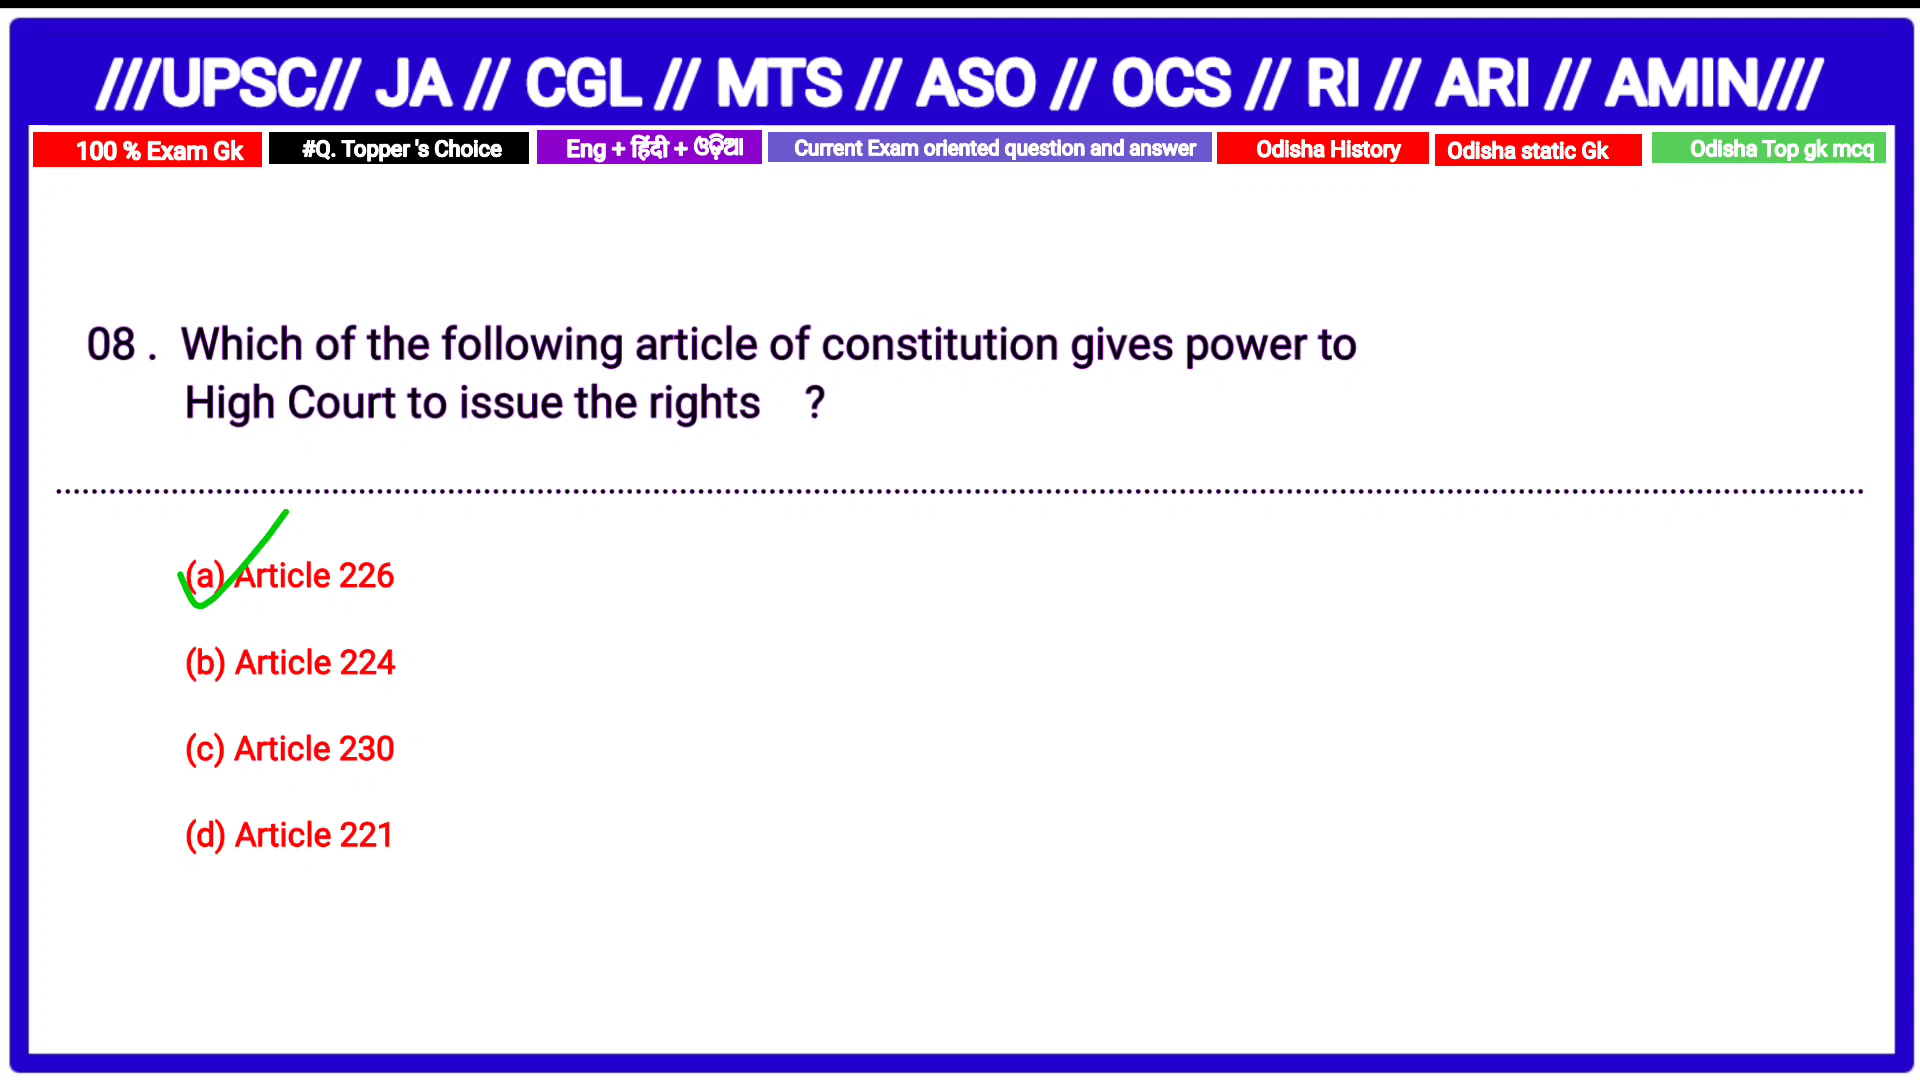 ///UPSC// JA // CGL // MTS // ASO // OCS // RI // ARI // AMIN///
100 % Exam Gk #Q. Topper 's Choice Eng + हिंदी + ଓଡ଼ିଆ Current Exam oriented question and answer Odisha History Odisha static Gk Odisha Top gk mcq
08 . Which of the following article of constitution gives power to
High Court to issue the rights ?
(a) Article 226
(b) Article 224
(c) Article 230
(d) Article 221